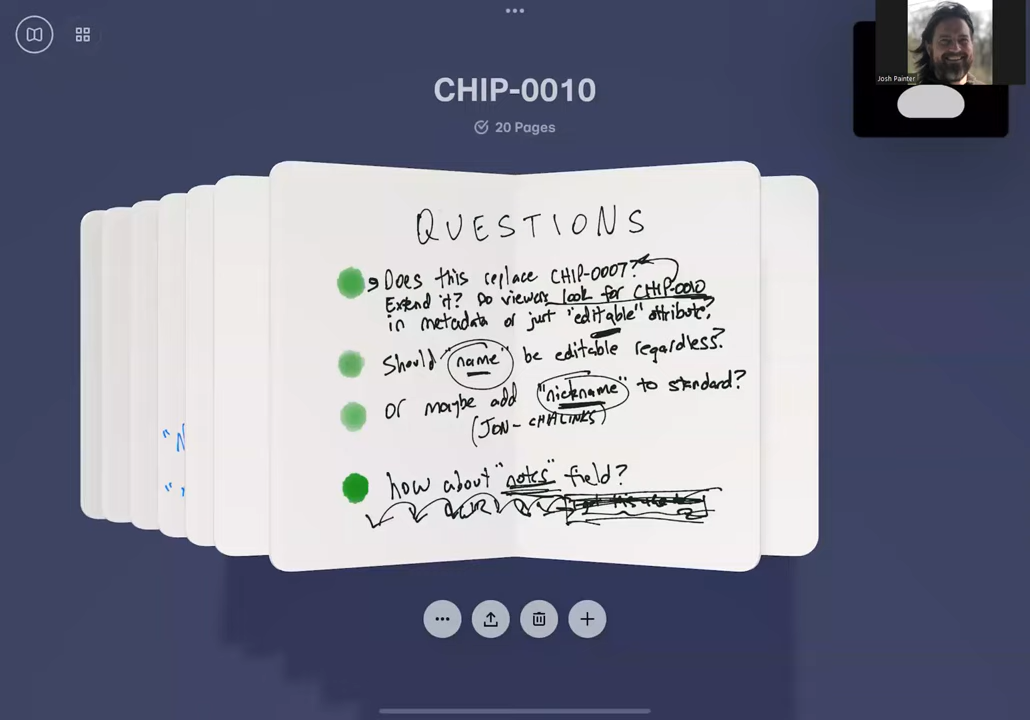 Josh Painter
CHIP-0010
20 Pages
QUESTIONS
Does this replace CHIP-0007?
Extend it? Do viewers look for CHIP-0010
in metadata or just "editable" attribute?
Should "name" be editable regardless?
or maybe add "nickname" to standard?
(JON - CHIALINKS)
how about "notes" field?
"N
"